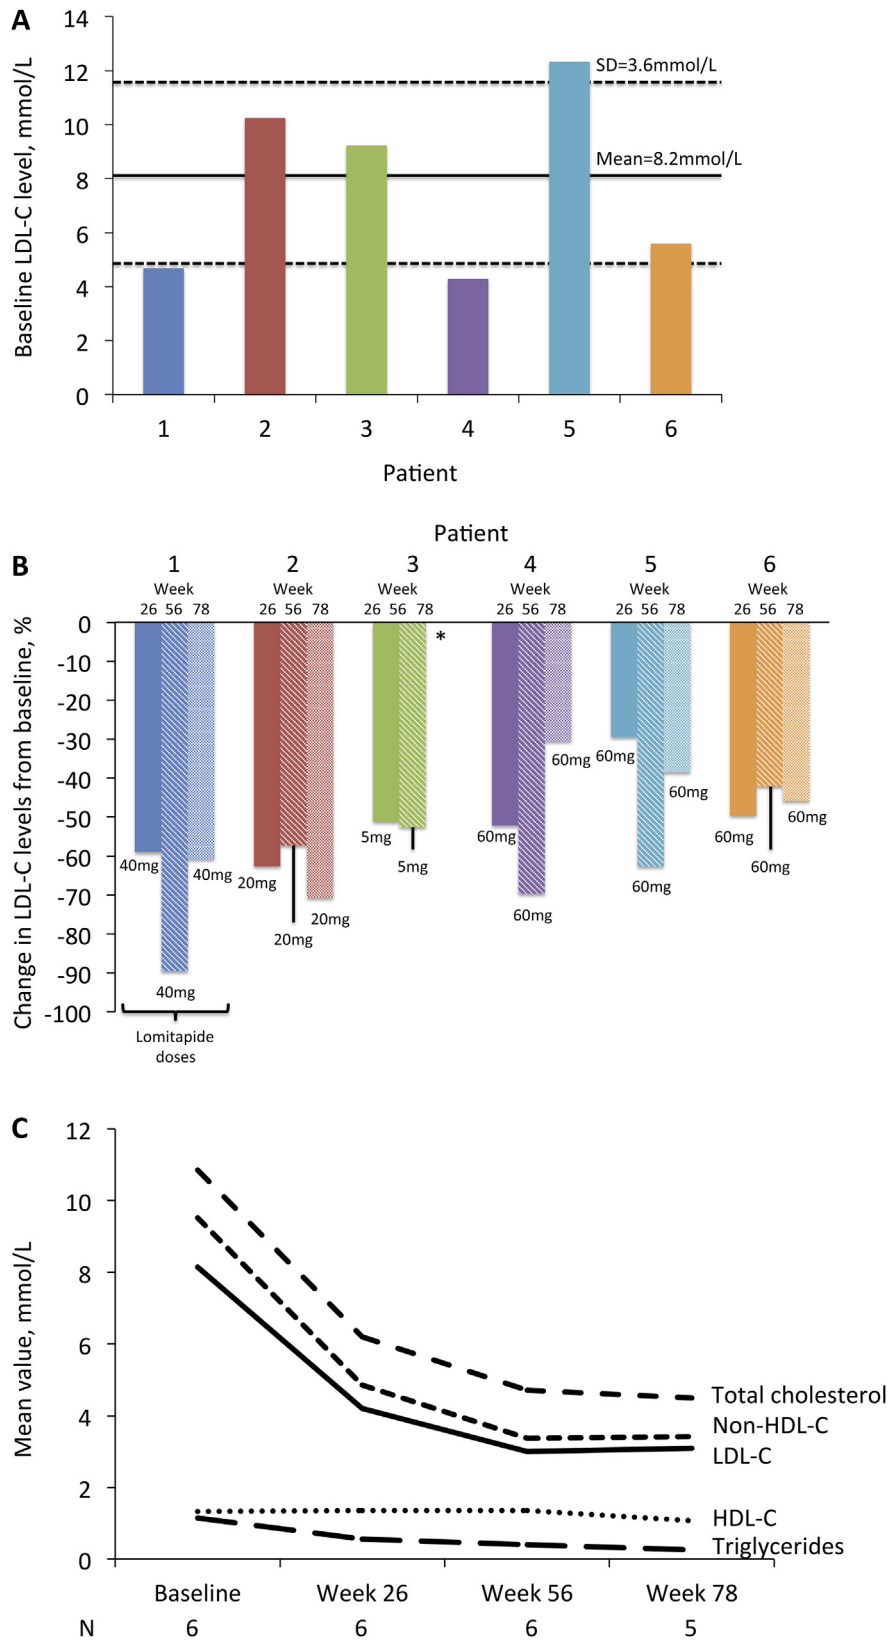 A
Baseline LDL-C level, mmol/L
14
12
10
8
6
4
2
0
SD=3.6mmol/L
Mean=8.2mmol/L
1 2 3 4 5 6
Patient
Patient
B
1 2 3 4 5 6
Week Week Week Week Week Week
26 56 78 26 56 78 26 56 78 26 56 78 26 56 78 26 56 78
Change in LDL-C levels from baseline, %
0
-10
-20
-30
-40
-50
-60
-70
-80
-90
-100
*
40mg
40mg
40mg
20mg
20mg
20mg
5mg
5mg
60mg
60mg
60mg
60mg
60mg
60mg
60mg
60mg
60mg
Lomitapide
doses
C
Mean value, mmol/L
12
10
8
6
4
2
0
Total cholesterol
Non-HDL-C
LDL-C
HDL-C
Triglycerides
Baseline Week 26 Week 56 Week 78
N 6 6 6 5